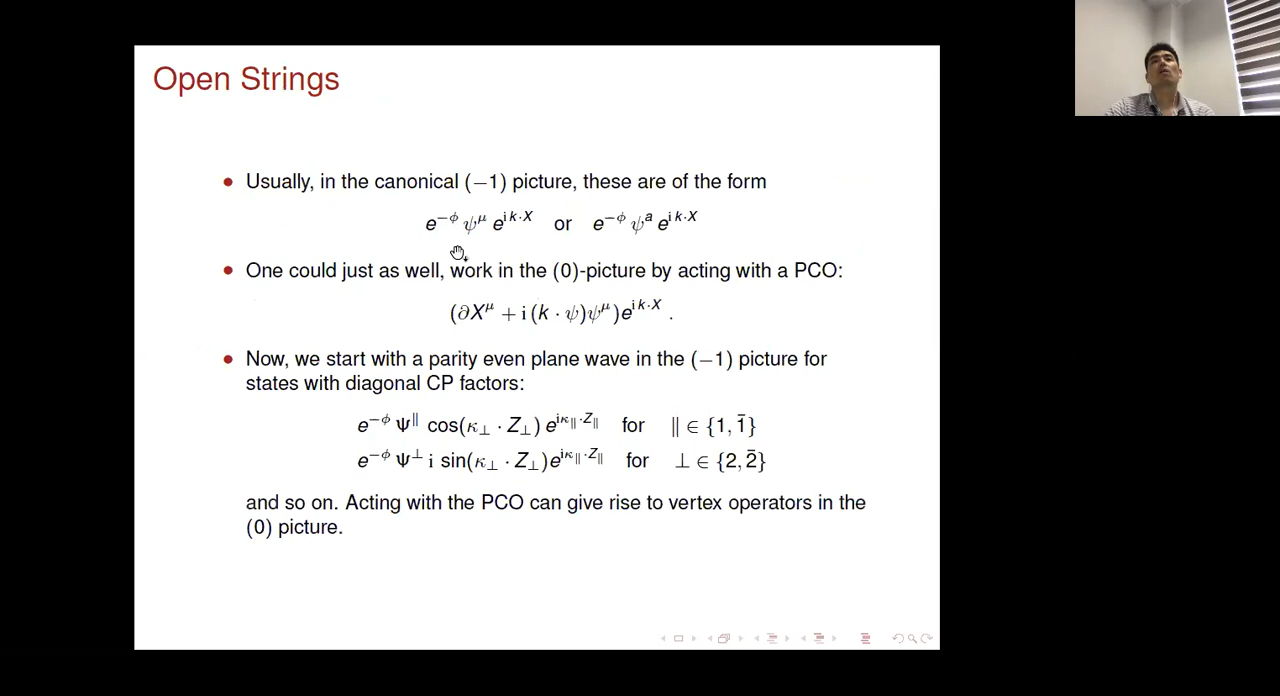 Open Strings
• Usually, in the canonical (−1) picture, these are of the form
e^{−ϕ} ψ^μ e^{i k·X} or e^{−ϕ} ψ^a e^{i k·X}
• One could just as well, work in the (0)-picture by acting with a PCO:
(∂X^μ + i (k · ψ)ψ^μ)e^{i k·X} .
• Now, we start with a parity even plane wave in the (−1) picture for
states with diagonal CP factors:
e^{−ϕ} Ψ^∥ cos(κ_⊥ · Z_⊥) e^{iκ_∥·Z_∥} for ∥ ∈ {1, 1̄}
e^{−ϕ} Ψ^⊥ i sin(κ_⊥ · Z_⊥)e^{iκ_∥·Z_∥} for ⊥ ∈ {2, 2̄}
and so on. Acting with the PCO can give rise to vertex operators in the
(0) picture.